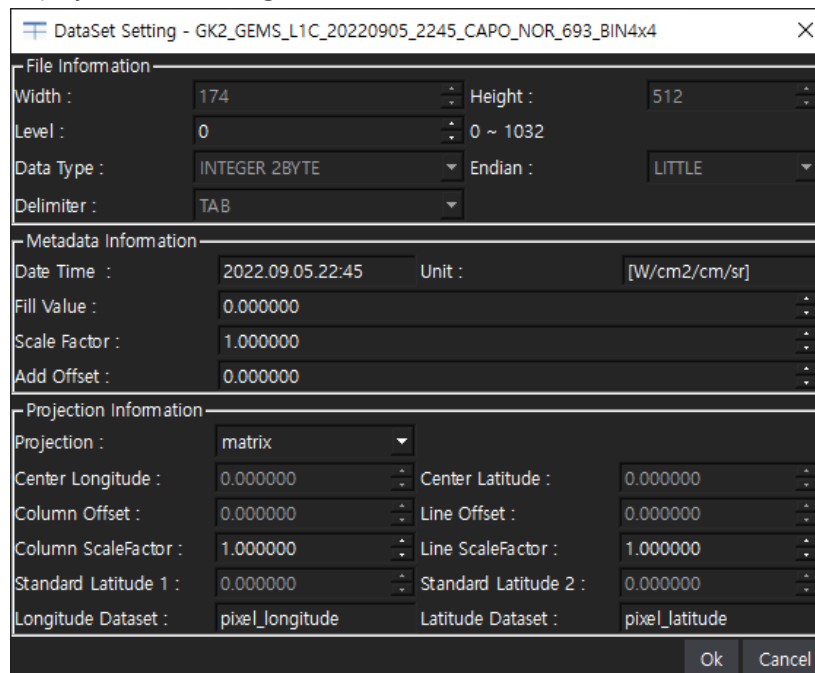 DataSet Setting - GK2_GEMS_L1C_20220905_2245_CAPO_NOR_693_BIN4x4
File Information
Width : 174 Height : 512
Level : 0 0 ~ 1032
Data Type : INTEGER 2BYTE Endian : LITTLE
Delimiter : TAB
Metadata Information
Date Time : 2022.09.05.22:45 Unit : [W/cm2/cm/sr]
Fill Value : 0.000000
Scale Factor : 1.000000
Add Offset : 0.000000
Projection Information
Projection : matrix
Center Longitude : 0.000000 Center Latitude : 0.000000
Column Offset : 0.000000 Line Offset : 0.000000
Column ScaleFactor : 1.000000 Line ScaleFactor : 1.000000
Standard Latitude 1 : 0.000000 Standard Latitude 2 : 0.000000
Longitude Dataset : pixel_longitude Latitude Dataset : pixel_latitude
Ok Cancel